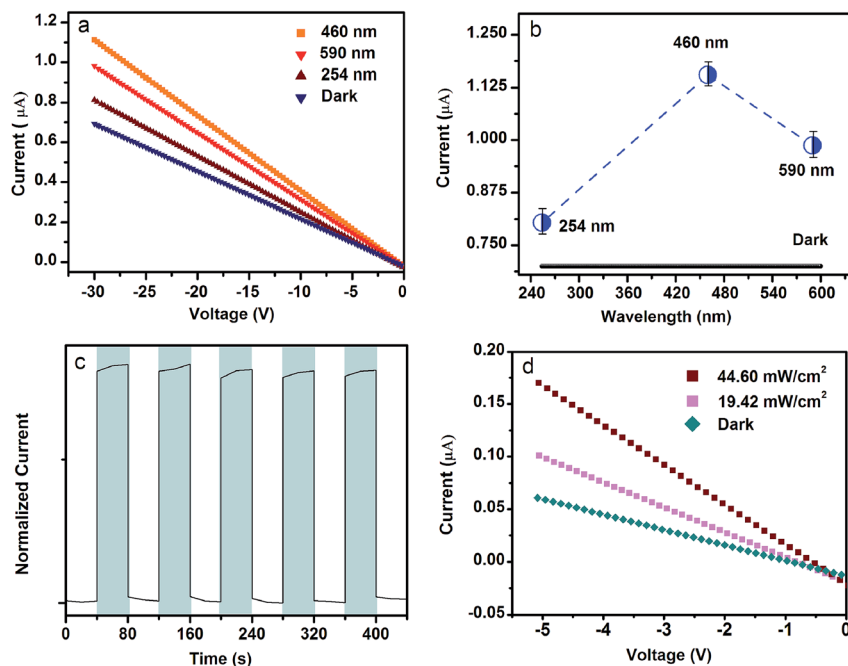 a
460 nm
590 nm
254 nm
Dark
1.2
1.0
0.8
0.6
0.4
0.2
0.0
Current ( µA)
-30 -25 -20 -15 -10 -5 0
Voltage (V)
b
460 nm
590 nm
254 nm
Dark
1.250
1.125
1.000
0.875
0.750
Current (µA)
240 300 360 420 480 540 600
Wavelength (nm)
c
Normalized Current
0 80 160 240 320 400
Time (s)
d
44.60 mW/cm²
19.42 mW/cm²
Dark
0.20
0.15
0.10
0.05
0.00
-0.05
Current (µA)
-5 -4 -3 -2 -1 0
Voltage (V)